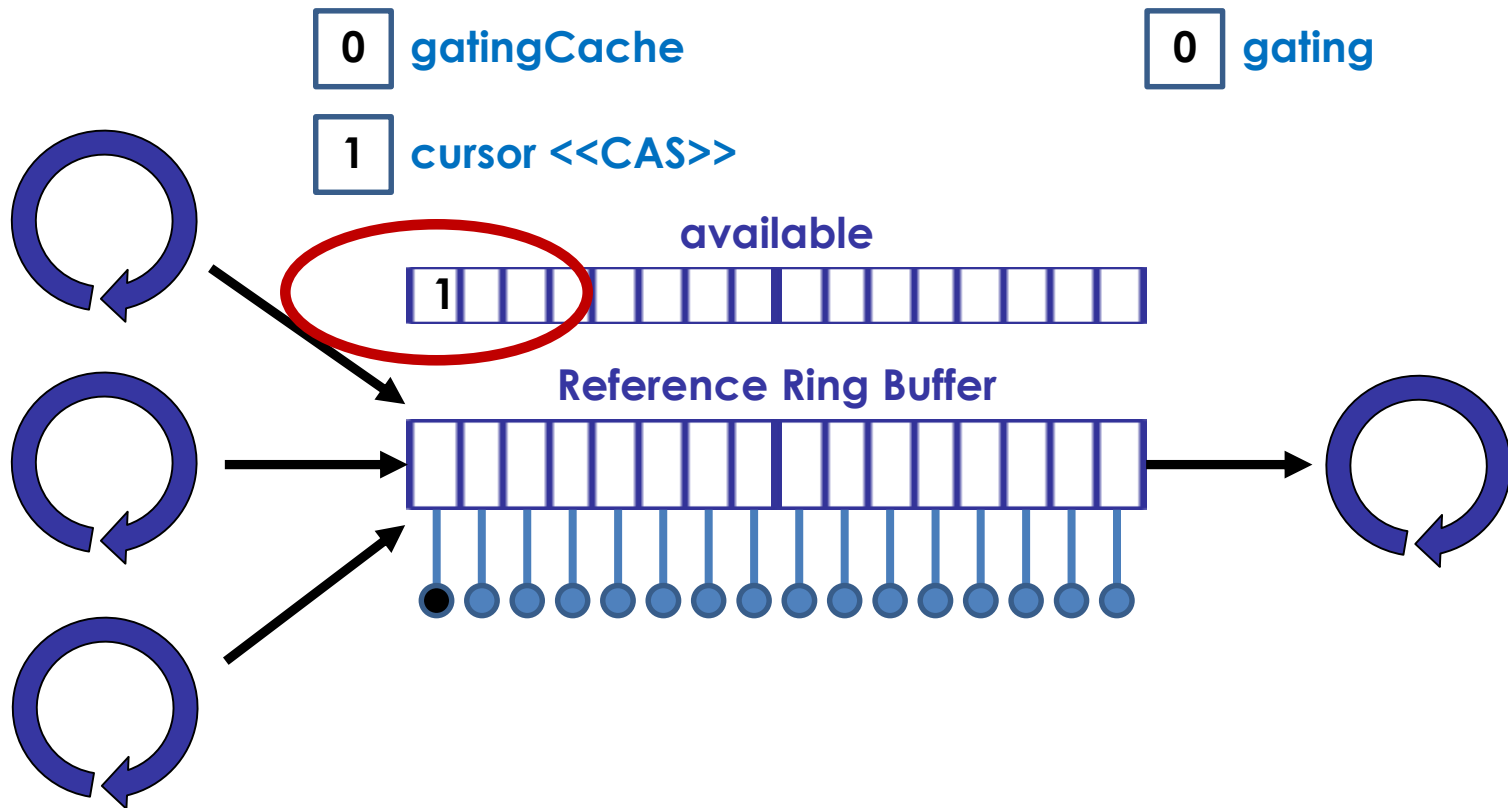 0 gatingCache
0 gating
1 cursor <<CAS>>
available
1
Reference Ring Buffer